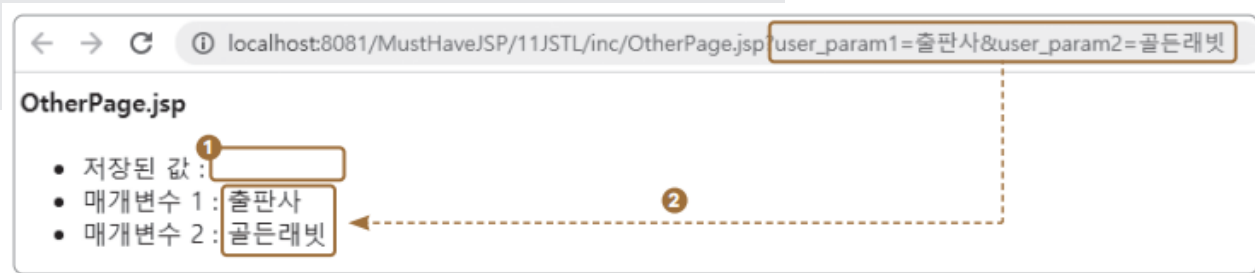 localhost:8081/MustHaveJSP/11JSTL/inc/OtherPage.jsp?user_param1=출판사&user_param2=골든래빗
OtherPage.jsp
1
• 저장된 값 :
• 매개변수 1 : 출판사
2
• 매개변수 2 : 골든래빗